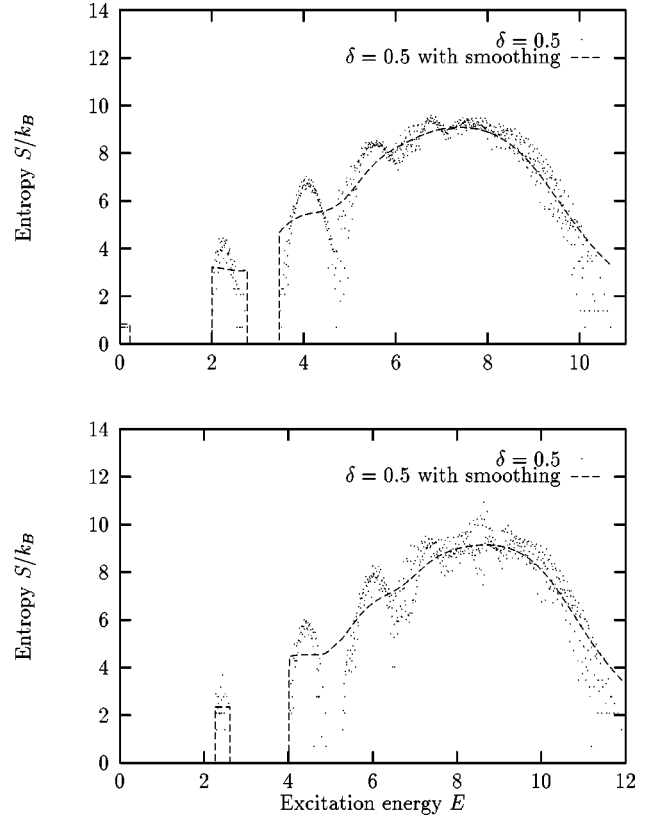 14
12
10
8
6
4
2
0
Entropy S/k_B
δ = 0.5
δ = 0.5 with smoothing
0 2 4 6 8 10
14
12
10
8
6
4
2
0
Entropy S/k_B
δ = 0.5
δ = 0.5 with smoothing
0 2 4 6 8 10 12
Excitation energy E